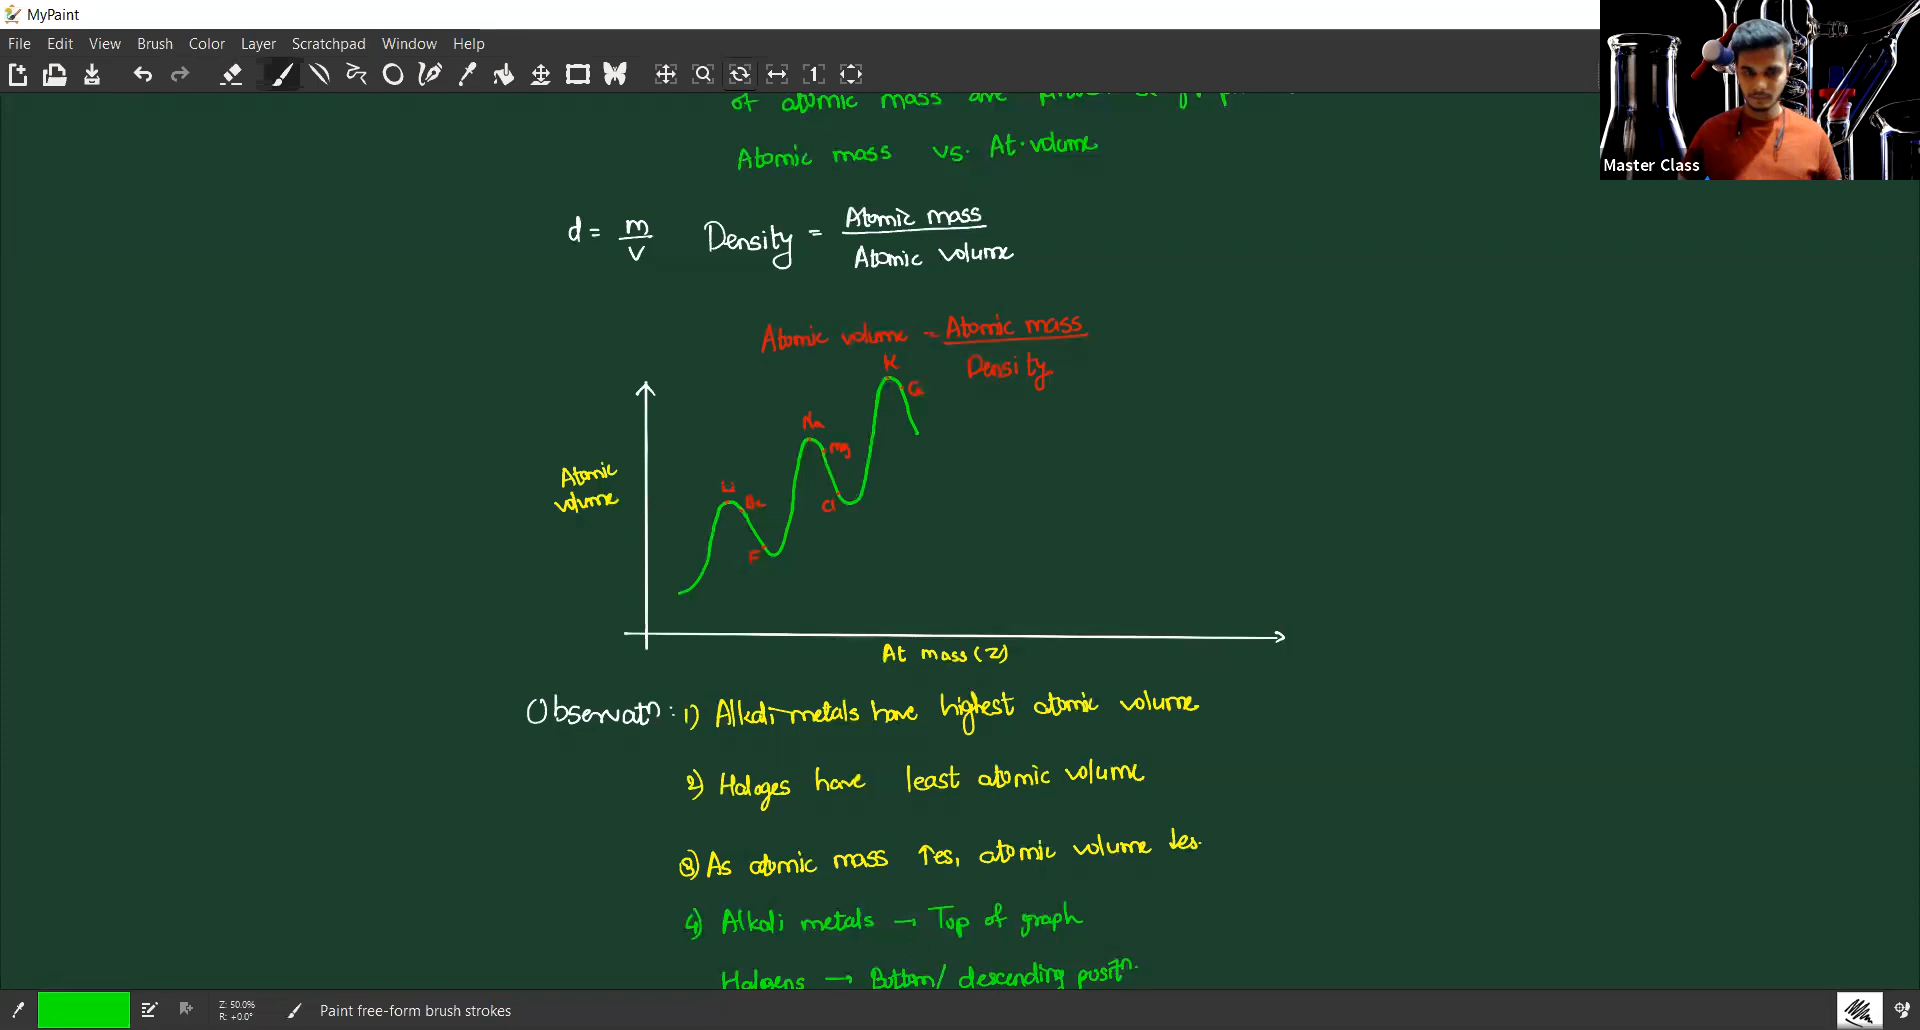 MyPaint
File Edit View Brush Color Layer Scratchpad Window Help
Master Class
of atomic mass are
Atomic mass vs. At. volume
d = m/v Density = Atomic mass/Atomic volume
Atomic volume = Atomic mass/Density
K
Ca
Na
Mg
Atomic
volume
Li
Be
Cl
F
At mass (Z)
Observatn: 1) Alkali metals have highest atomic volume
2) Haloges have least atomic volume
3) As atomic mass ↑es, atomic volume ↓es.
4) Alkali metals → Top of graph
Halogens → Bottom/ descending positn.
Z: 50.0%
R: +0.0°
Paint free-form brush strokes